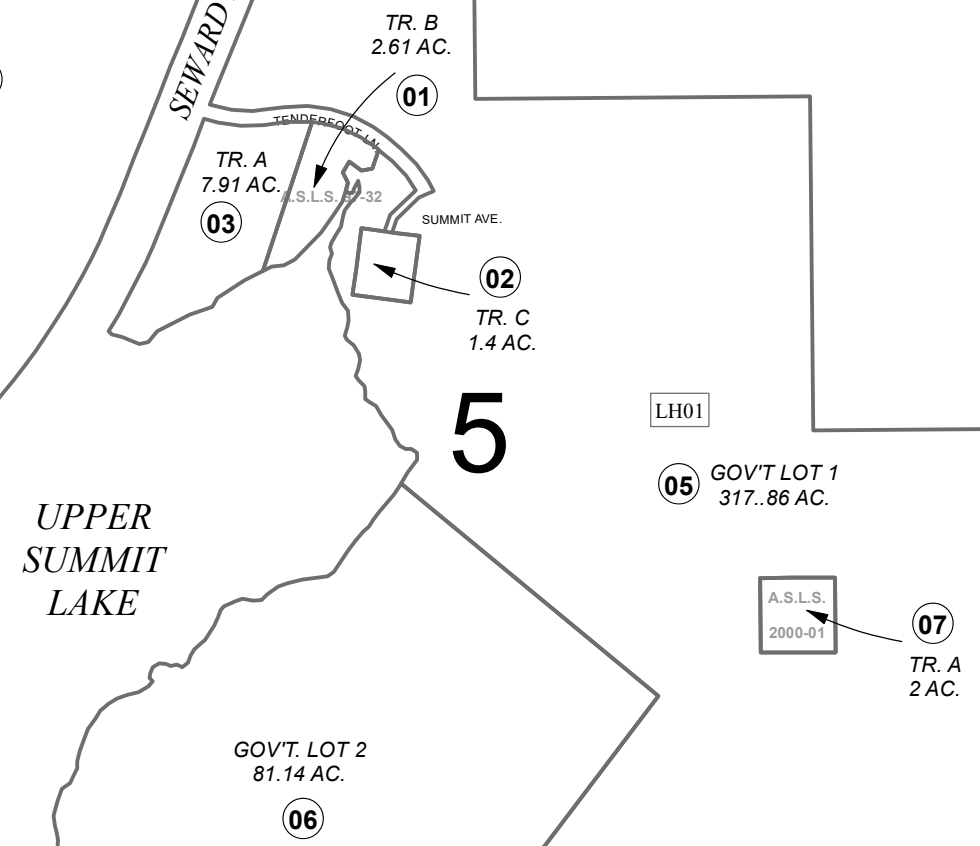 TR. B
2.61 AC.
01
SEWARD
TENDERFOOT LN.
TR. A
7.91 AC.
03
A.S.L.S. 97-32
SUMMIT AVE.
02
TR. C
1.4 AC.
5
LH01
05
GOV'T LOT 1
317..86 AC.
UPPER
SUMMIT
LAKE
A.S.L.S.
2000-01
07
TR. A
2 AC.
GOV'T. LOT 2
81.14 AC.
06